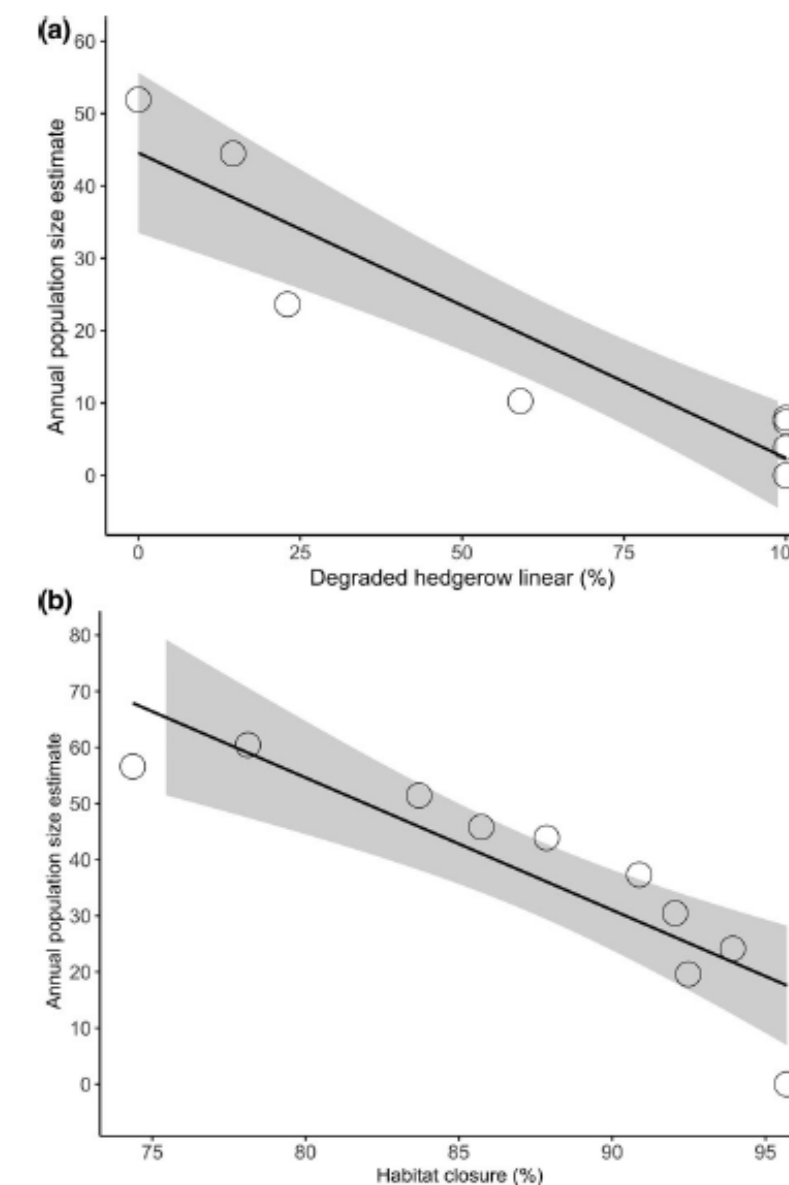 (a)
60
50
40
30
20
10
0
Annual population size estimate
0 25 50 75 10
Degraded hedgerow linear (%)
(b)
80
70
60
50
40
30
20
10
0
Annual population size estimate
75 80 85 90 95
Habitat closure (%)